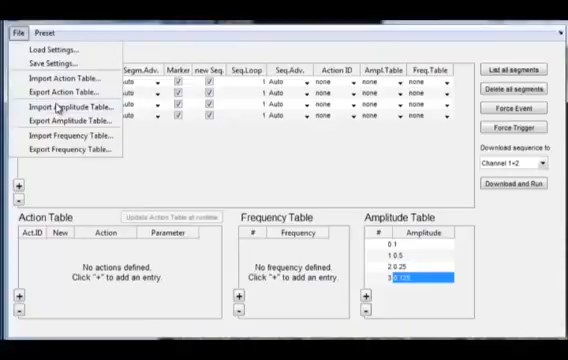 File Preset
Load Settings...
Save Settings...
Import Action Table...
Export Action Table...
Import Amplitude Table...
Export Amplitude Table...
Import Frequency Table...
Export Frequency Table...
Segm.Adv. Marker new Seq. Seq.Loop Seq.Adv. Action ID Ampl.Table Freq.Table
Auto 1 Auto none none none
Auto 1 Auto none none none
Auto 1 Auto none none none
Auto 1 Auto none none none
List all segments
Delete all segments
Force Event
Force Trigger
Download sequence to
Channel 1+2
Download and Run
+
-
Action Table Update Action Table at runtime
Act.ID New Action Parameter
No actions defined.
Click "+" to add an entry.
+
-
Frequency Table
# Frequency
No frequency defined.
Click "+" to add an entry.
+
-
Amplitude Table
# Amplitude
0 1
1 0.5
2 0.25
3 0.125
+
-